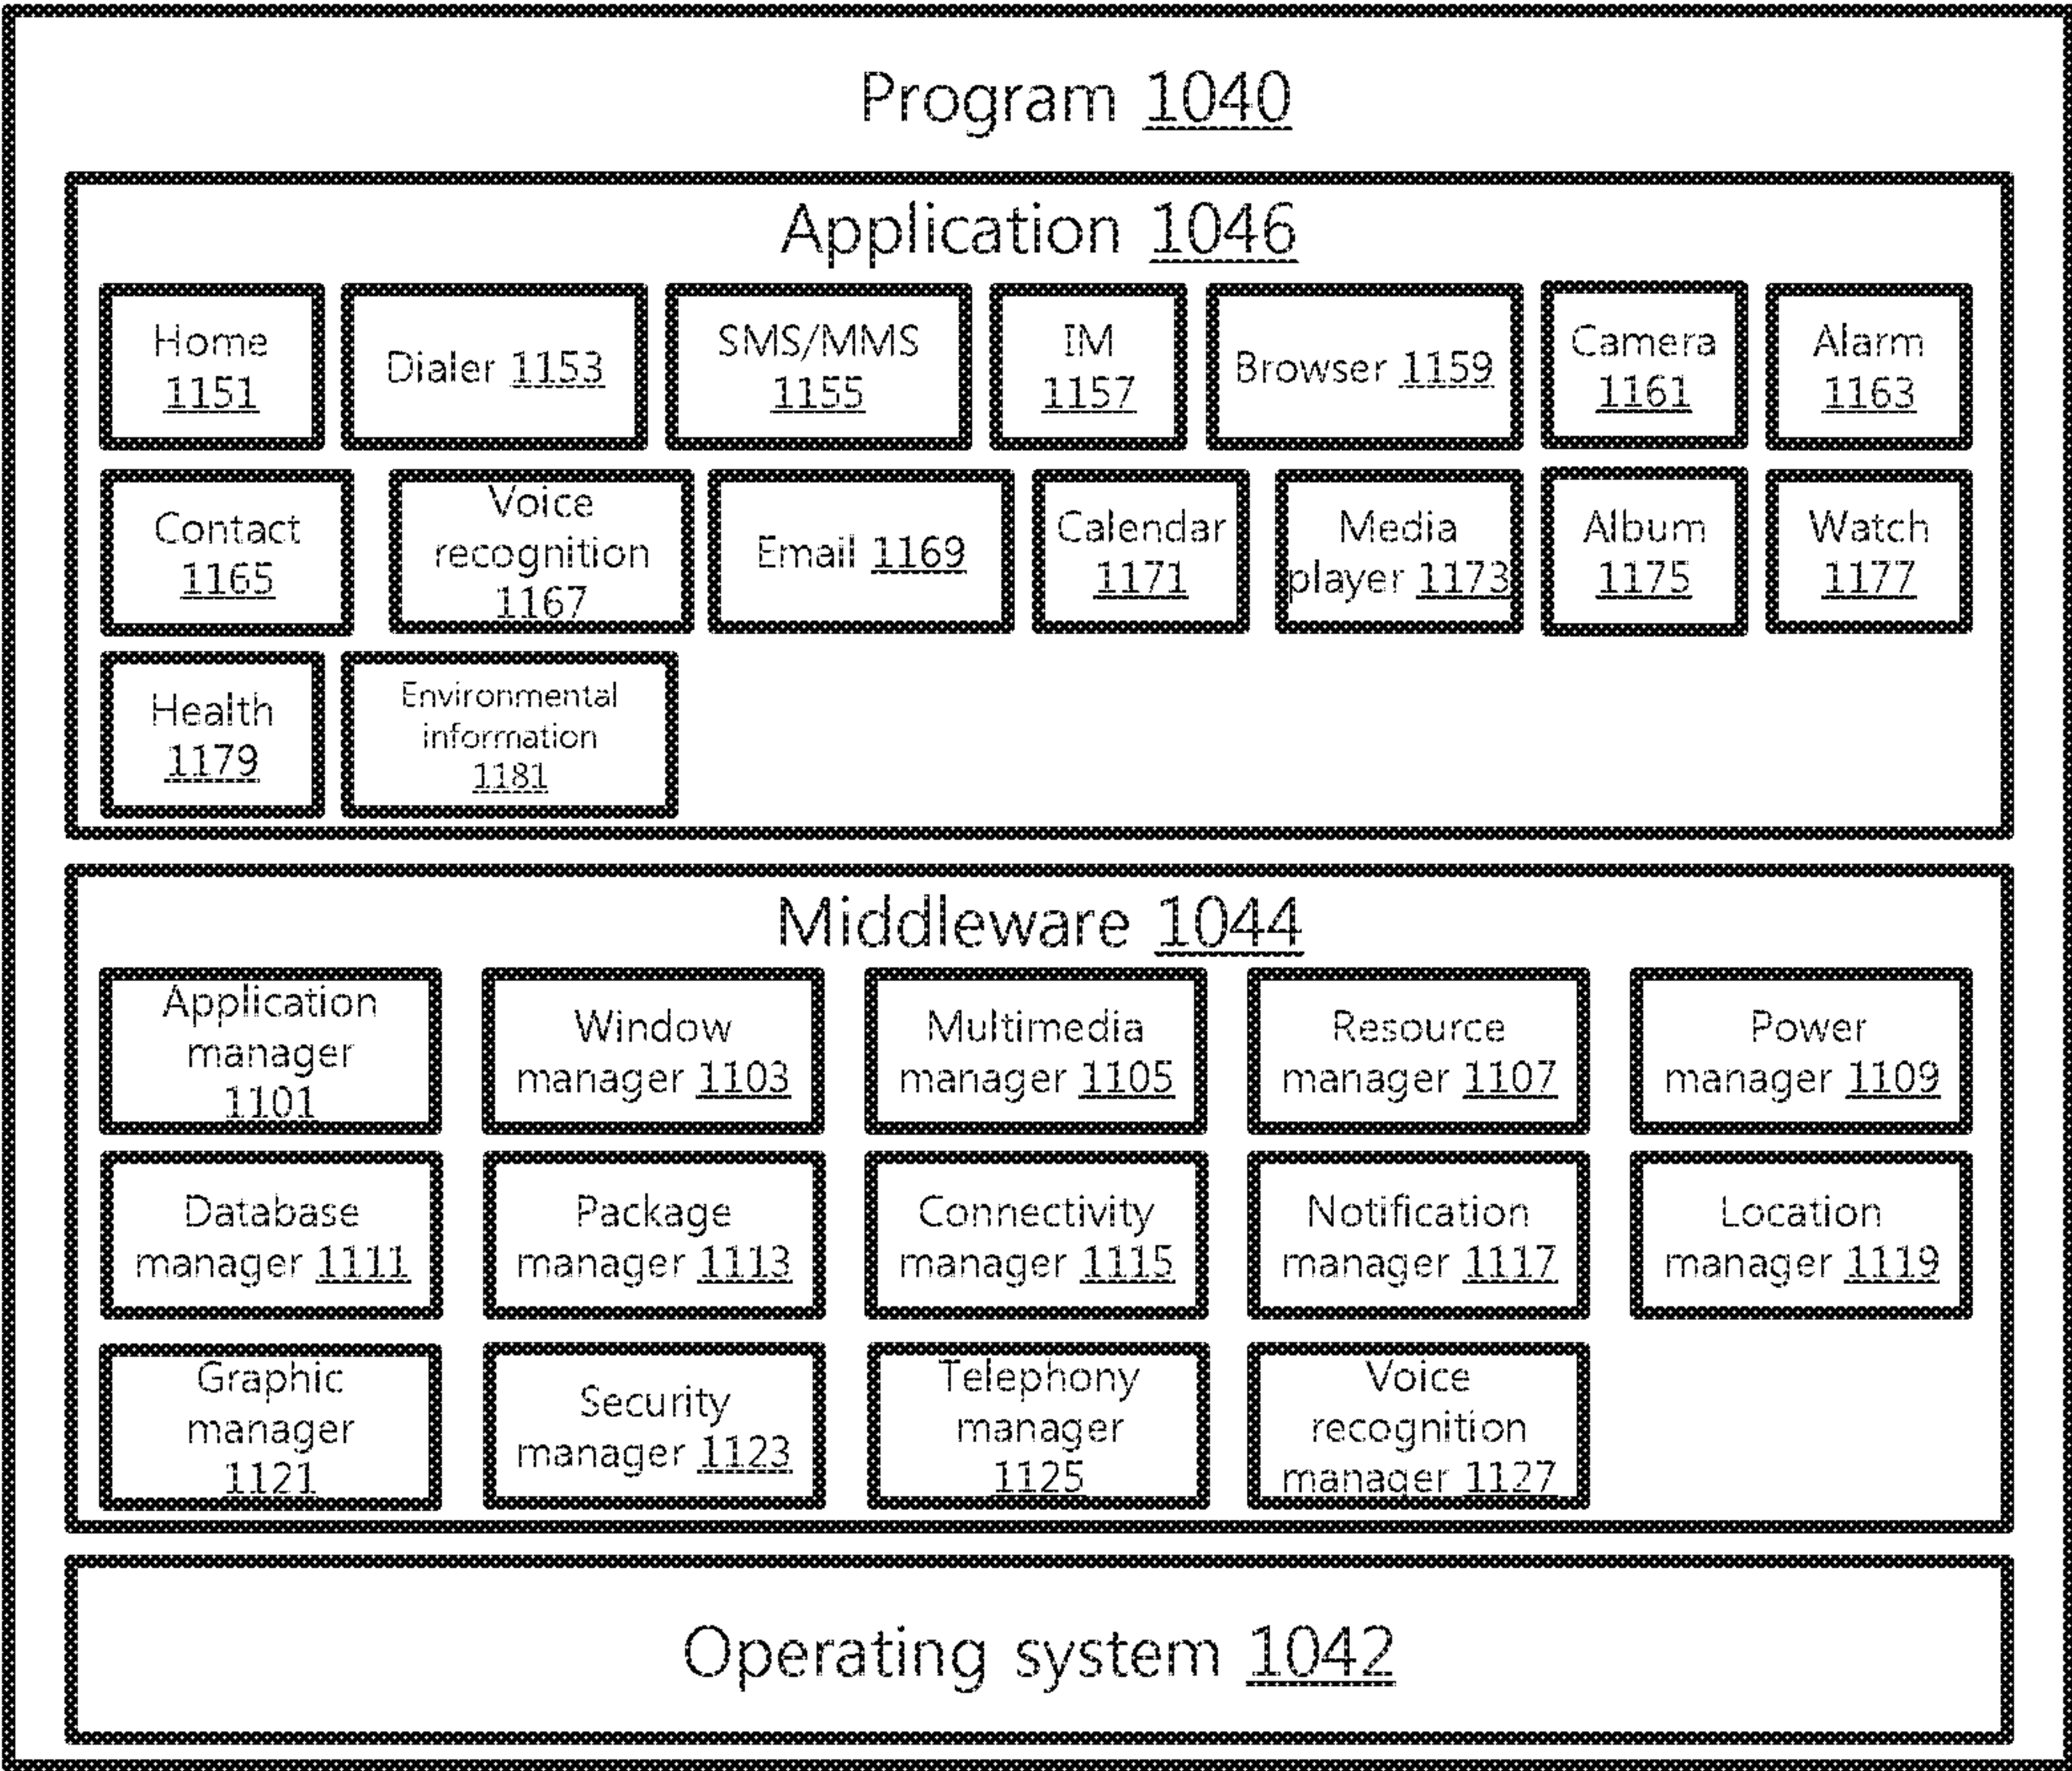 Program 1040
Application 1046
Home
1151
Dialer 1153
SMS/MMS
1155
IM
1157
Browser 1159
Camera
1161
Alarm
1163
Contact
1165
Voice
recognition
1167
Email 1169
Calendar
1171
Media
player 1173
Album
1175
Watch
1177
Health
1179
Environmental
information
1181
Middleware 1044
Application
manager
1101
Window
manager 1103
Multimedia
manager 1105
Resource
manager 1107
Power
manager 1109
Database
manager 1111
Package
manager 1113
Connectivity
manager 1115
Notification
manager 1117
Location
manager 1119
Graphic
manager
1121
Security
manager 1123
Telephony
manager
1125
Voice
recognition
manager 1127
Operating system 1042